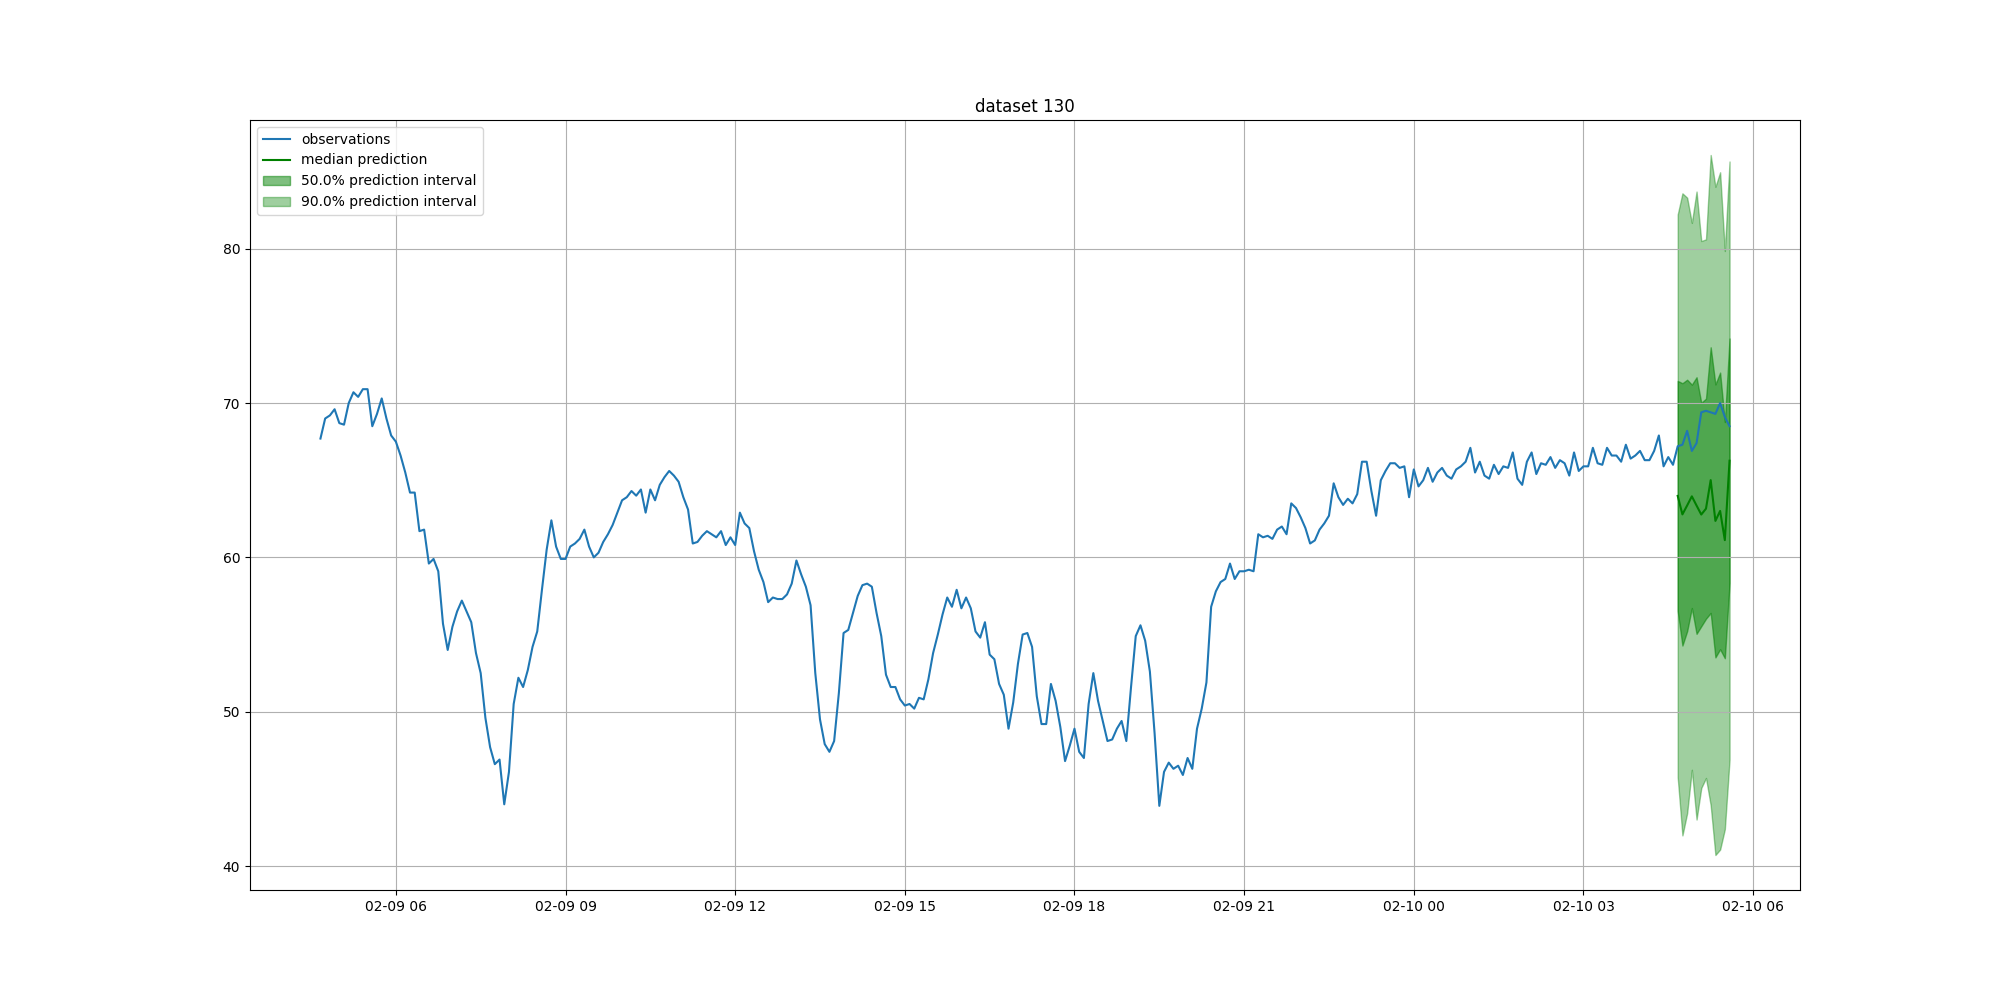 dataset 130
observations
median prediction
50.0% prediction interval
90.0% prediction interval
80
70
60
50
40
02-09 06
02-09 09
02-09 12
02-09 15
02-09 18
02-09 21
02-10 00
02-10 03
02-10 06